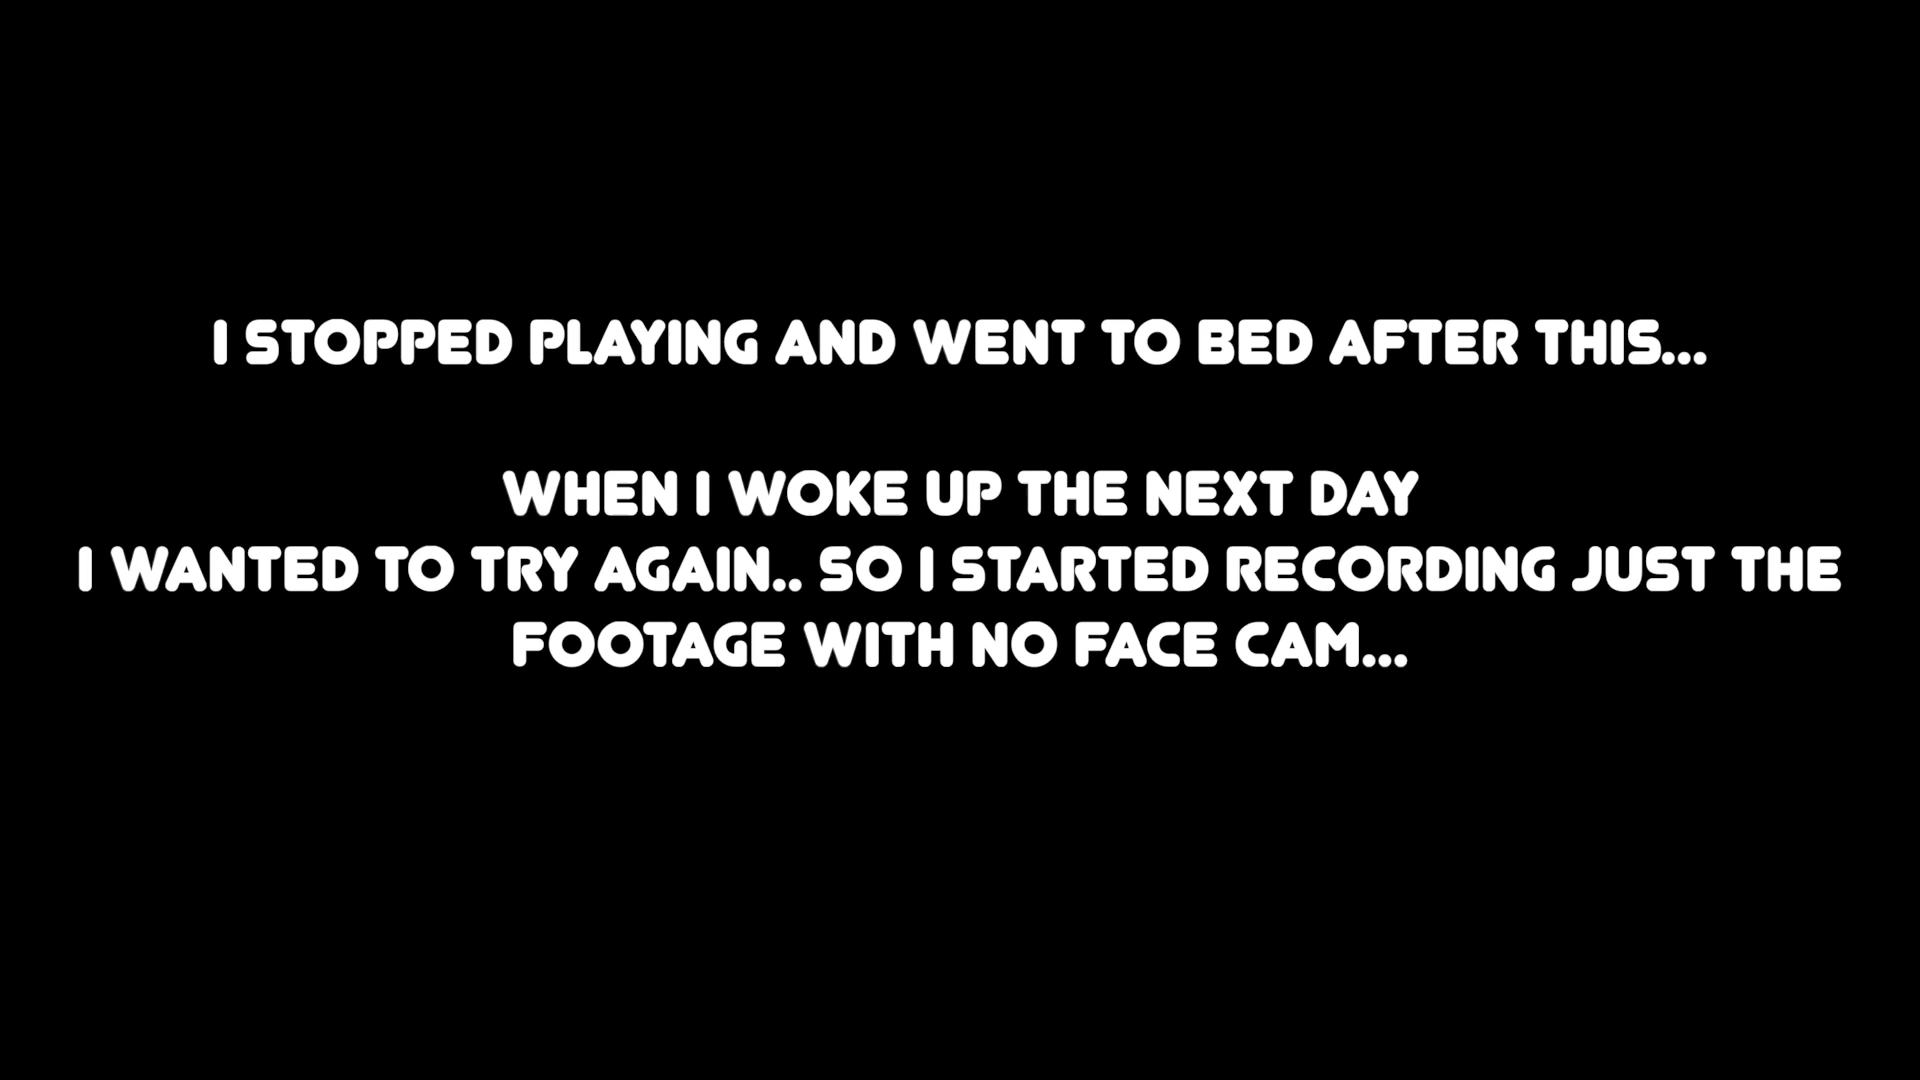 I STOPPED PLAYING AND WENT TO BED AFTER THIS...
WHEN I WOKE UP THE NEXT DAY
I WANTED TO TRY AGAIN.. SO I STARTED RECORDING JUST THE
FOOTAGE WITH NO FACE CAM...